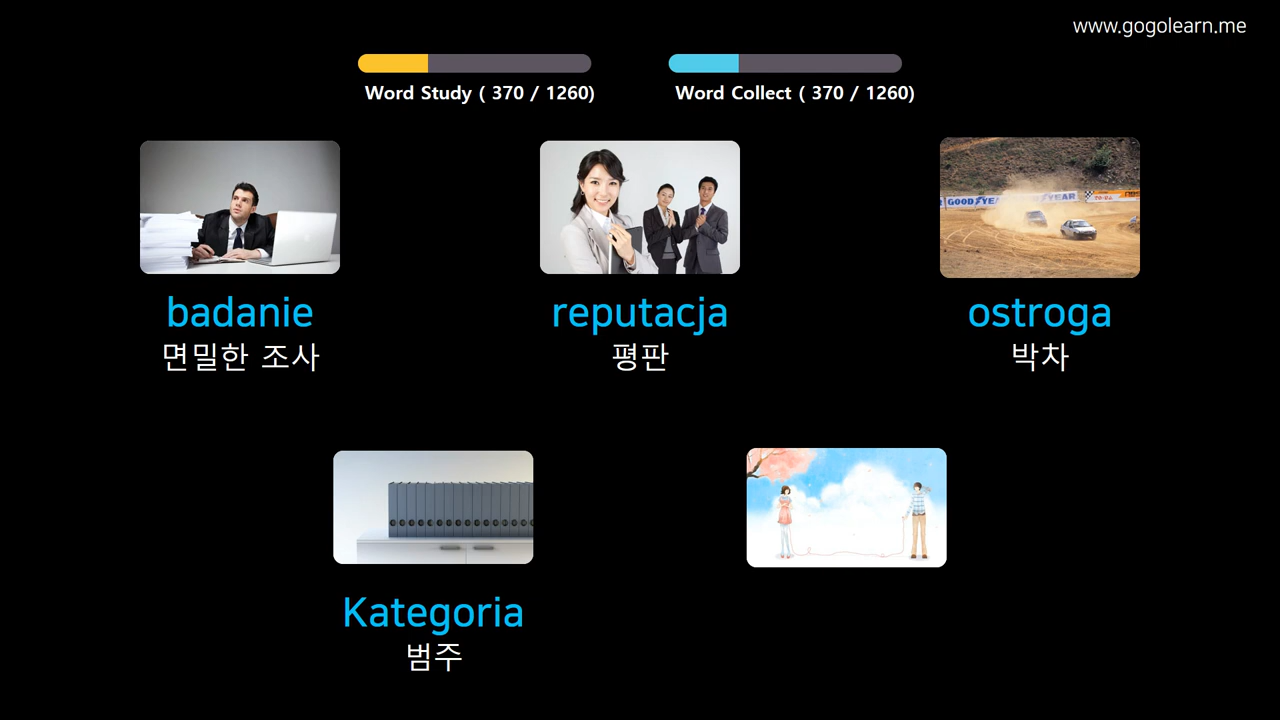 www.gogolearn.me
Word Study ( 370 / 1260)
Word Collect ( 370 / 1260)
GOODYEAR
badanie
면밀한 조사
reputacja
평판
ostroga
박차
Kategoria
범주